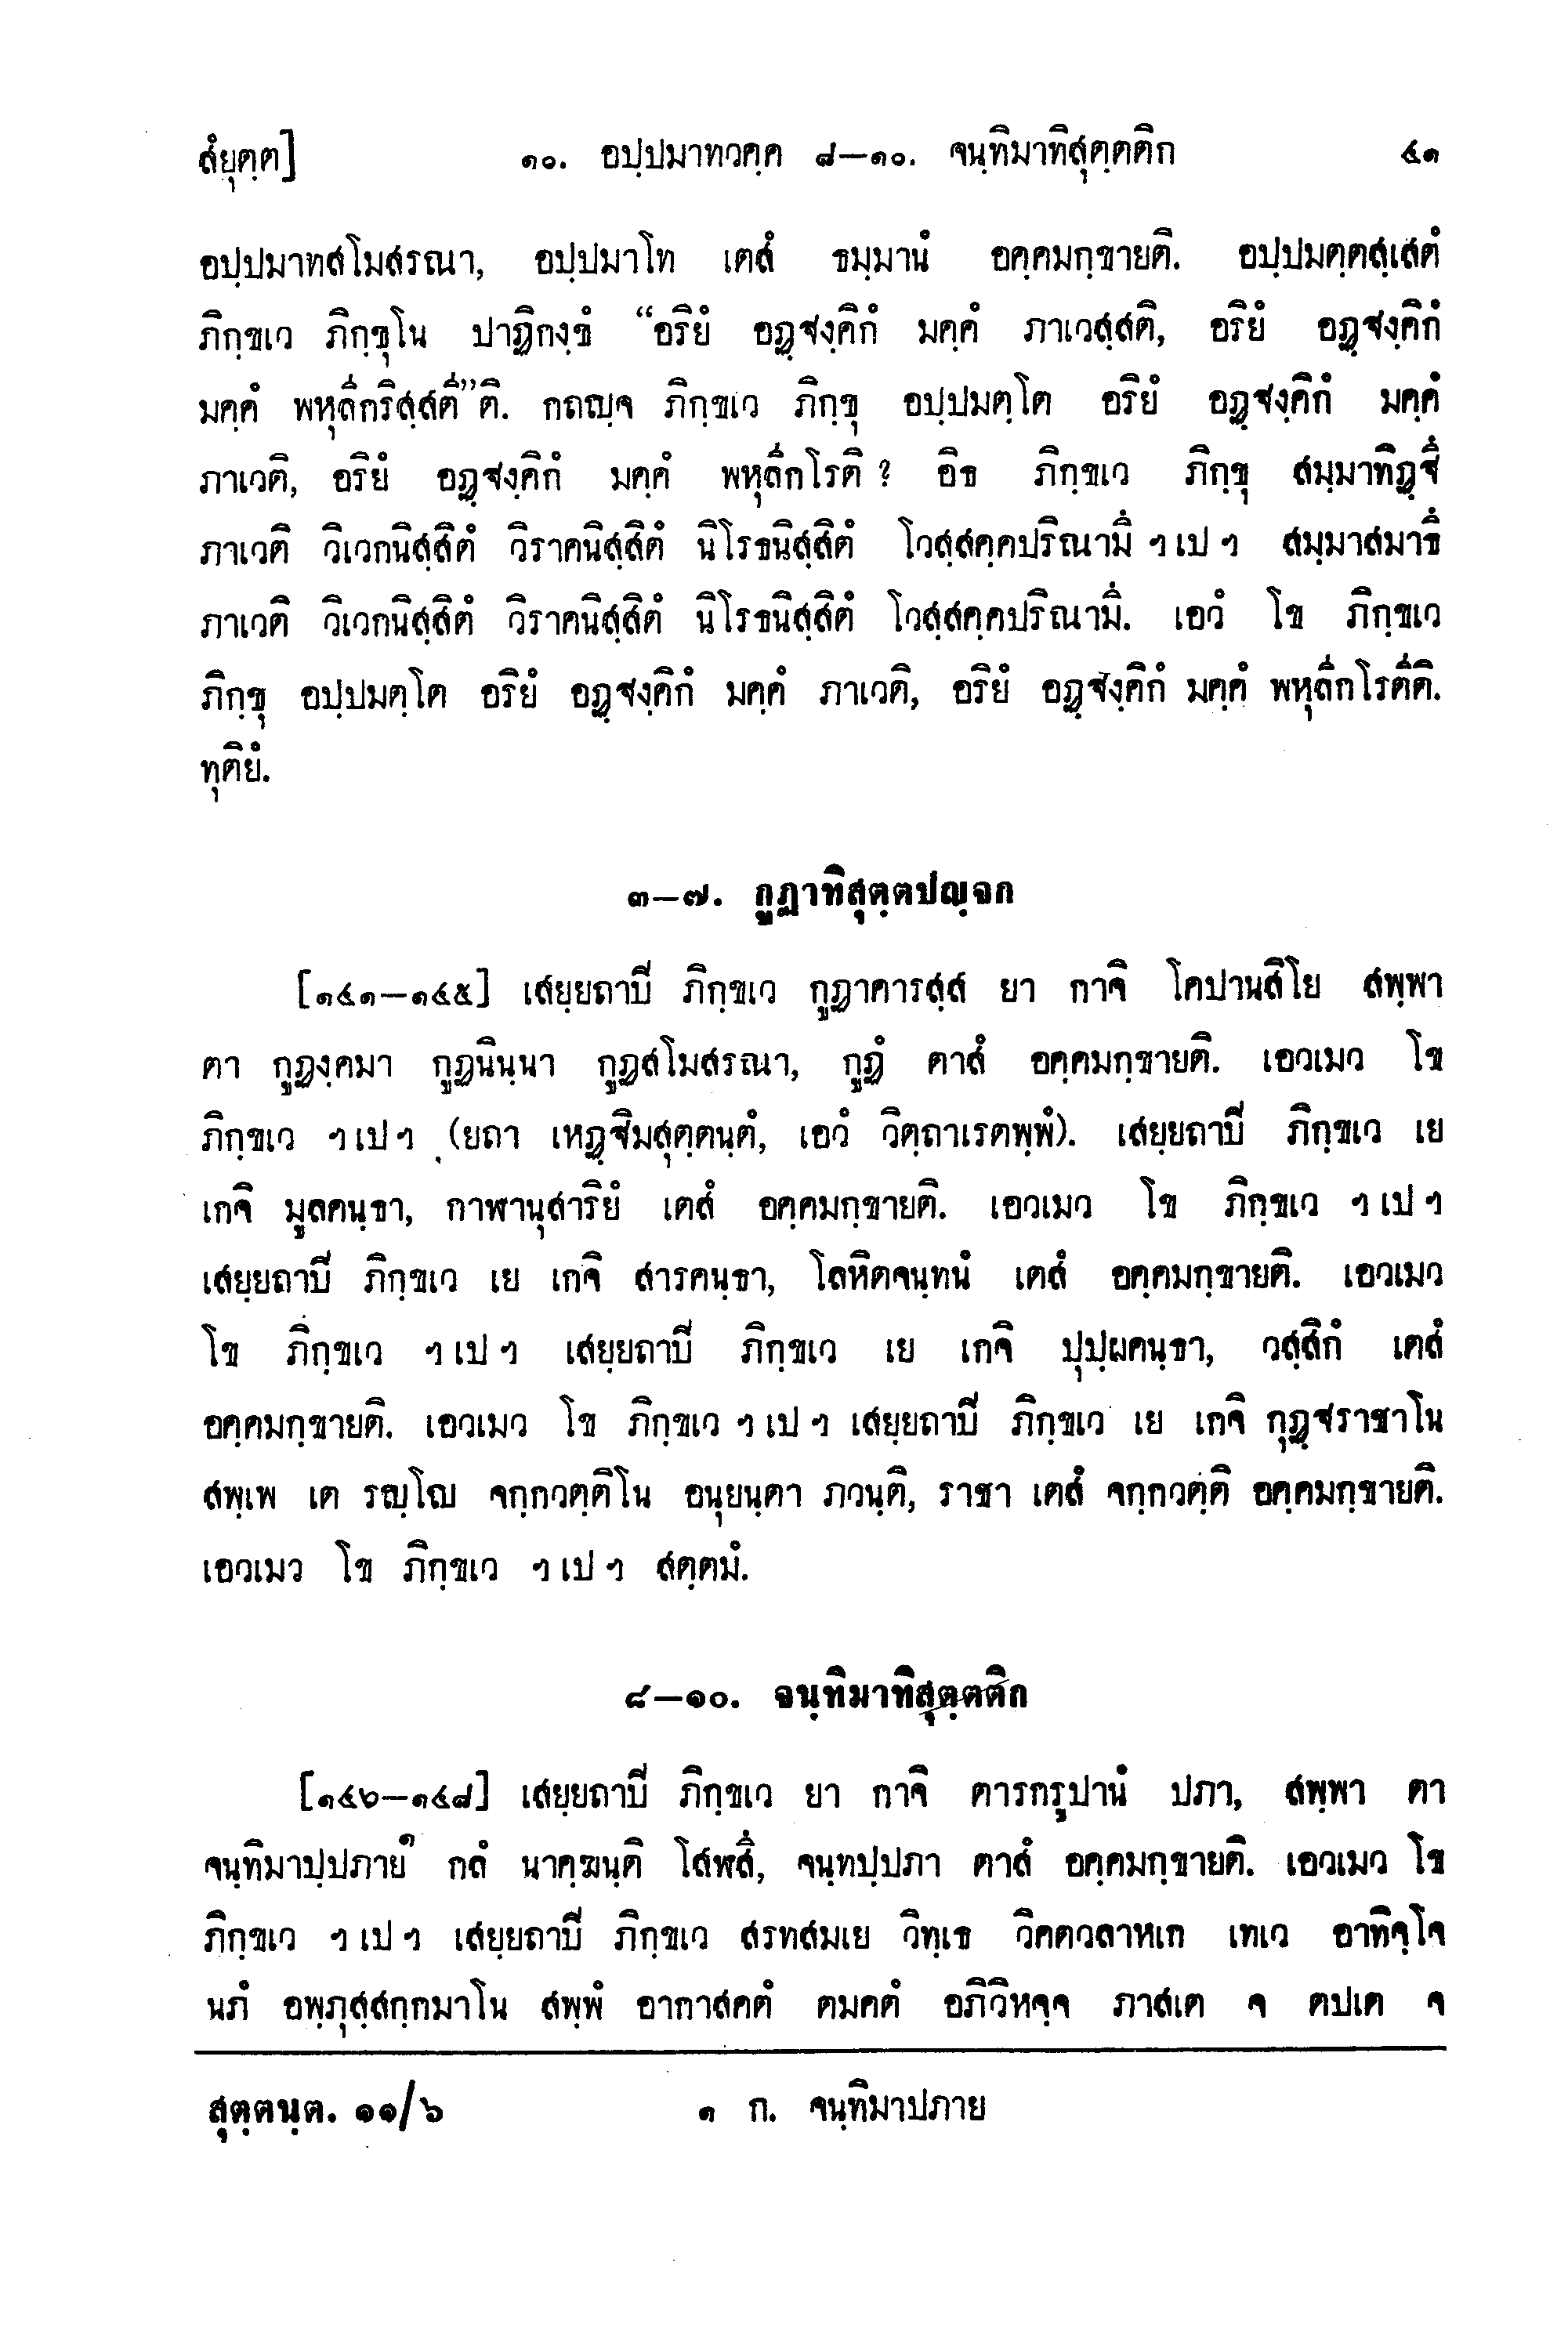 สํยุตฺต]	๑๐. อปฺปมาทวคฺค ๘—๑๐. จนฺทิมาทิสุตฺตติก	๔๑
อปฺปมาทสโมสรณา, อปฺปมาโท เตสํ ธมฺมานํ อคฺคมกฺขายติ. อปฺปมตฺตสฺเสตํ
ภิกฺขเว ภิกฺขุโน ปาฏิกงฺขํ “อริยํ อฏฺฐงฺคิกํ มคฺคํ ภาเวสฺสติ, อริยํ อฏฺฐงฺคิกํ
มคฺคํ พหุลีกริสฺสตี”ติ. กถญฺจ ภิกฺขเว ภิกฺขุ อปฺปมตฺโต อริยํ อฏฺฐงฺคิกํ มคฺคํ
ภาเวติ, อริยํ อฏฺฐงฺคิกํ มคฺคํ พหุลีกโรติ ? อิธ ภิกฺขเว ภิกฺขุ สมฺมาทิฏฺฐึ
ภาเวติ วิเวกนิสฺสิตํ วิราคนิสฺสิตํ นิโรธนิสฺสิตํ โวสฺสคฺคปริณามึ ฯ เป ฯ สมฺมาสมาธึ
ภาเวติ วิเวกนิสฺสิตํ วิราคนิสฺสิตํ นิโรธนิสฺสิตํ โวสฺสคฺคปริณามึ. เอวํ โข ภิกฺขเว
ภิกฺขุ อปฺปมตฺโต อริยํ อฏฺฐงฺคิกํ มคฺคํ ภาเวติ, อริยํ อฏฺฐงฺคิกํ มคฺคํ พหุลีกโรตีติ.
ทุติยํ.
๓—๗. กูฏาทิสุตฺตปญฺจก
[๑๔๑—๑๔๕] เสยฺยถาปิ ภิกฺขเว กูฏาคารสฺส ยา กาจิ โคปานสิโย สพฺพา
ตา กูฏงฺคมา กูฏนินฺนา กูฏสโมสรณา, กูฏํ ตาสํ อคฺคมกฺขายติ. เอวเมว โข
ภิกฺขเว ฯ เป ฯ (ยถา เหฏฺฐิมสุตฺตนฺตํ, เอวํ วิตฺถาเรตพฺพํ). เสยฺยถาปิ ภิกฺขเว เย
เกจิ มูลคนฺธา, กาฬานุสาริยํ เตสํ อคฺคมกฺขายติ. เอวเมว โข ภิกฺขเว ฯ เป ฯ
เสยฺยถาปิ ภิกฺขเว เย เกจิ สารคนฺธา, โลหิตจนฺทนํ เตสํ อคฺคมกฺขายติ. เอวเมว
โข ภิกฺขเว ฯ เป ฯ เสยฺยถาปิ ภิกฺขเว เย เกจิ ปุปฺผคนฺธา, วสฺสิกํ เตสํ
อคฺคมกฺขายติ. เอวเมว โข ภิกฺขเว ฯ เป ฯ เสยฺยถาปิ ภิกฺขเว เย เกจิ กุฏฺฐราชาโน
สพฺเพ เต รญฺโญ จกฺกวตฺติโน อนุยนฺตา ภวนฺติ, ราชา เตสํ จกฺกวตฺติ อคฺคมกฺขายติ.
เอวเมว โข ภิกฺขเว ฯ เป ฯ สตฺตมํ.
๘—๑๐. จนฺทิมาทิสุตฺตติก
[๑๔๖—๑๔๘] เสยฺยถาปิ ภิกฺขเว ยา กาจิ ตารกรูปานํ ปภา, สพฺพา ตา
จนฺทิมาปฺปภาย๑ กลํ นาคฺฆนฺติ โสฬสึ, จนฺทปฺปภา ตาสํ อคฺคมกฺขายติ. เอวเมว โข
ภิกฺขเว ฯ เป ฯ เสยฺยถาปิ ภิกฺขเว สรทสมเย วิทฺเธ วิคตวลาหเก เทเว อาทิจฺโจ
นภํ อพฺภุสฺสกฺกมาโน สพฺพํ อากาสคตํ ตมคตํ อภิวิหจฺจ ภาสเต จ ตปเต จ
สุตฺตนฺต. ๑๑/๖	๑ ก. จนฺทิมาปภาย